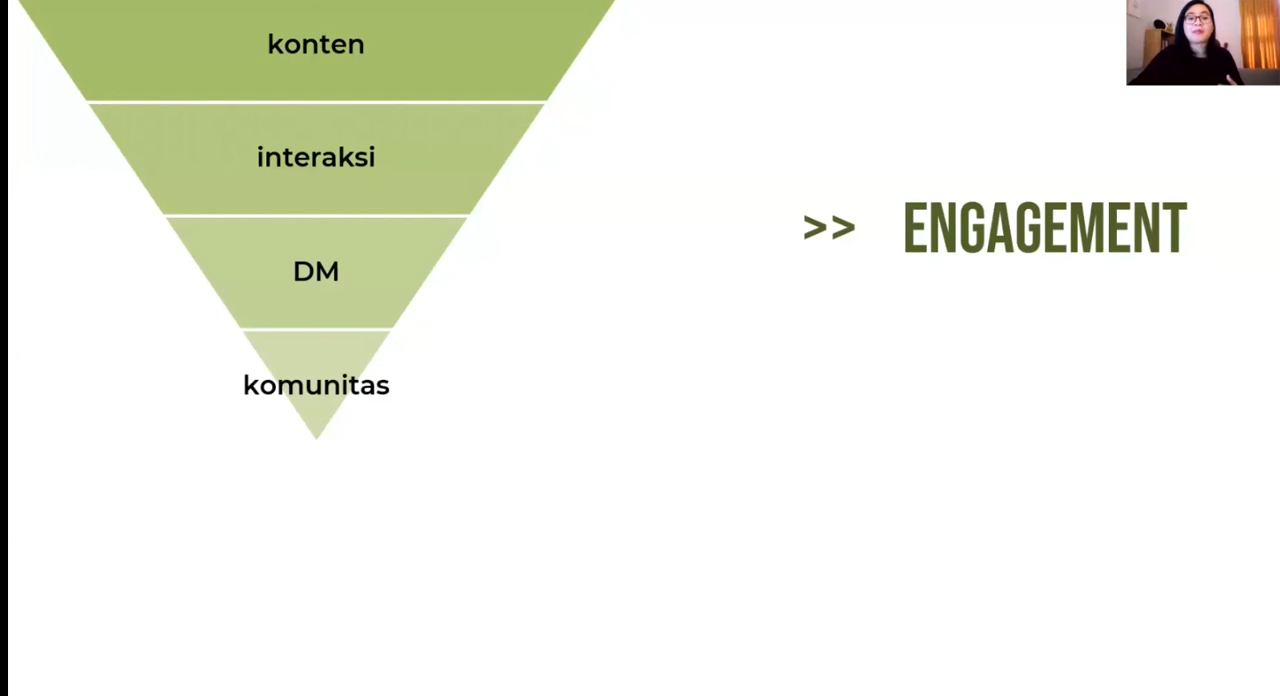 konten
interaksi
>> ENGAGEMENT
DM
komunitas